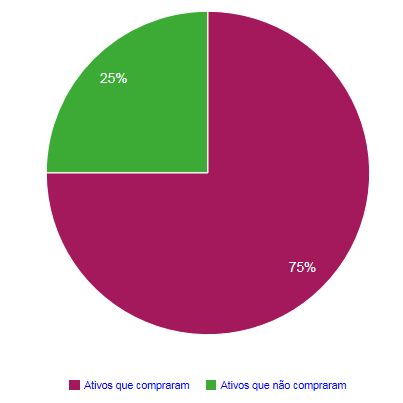 25%
75%
Ativos que compraram
Ativos que não compraram